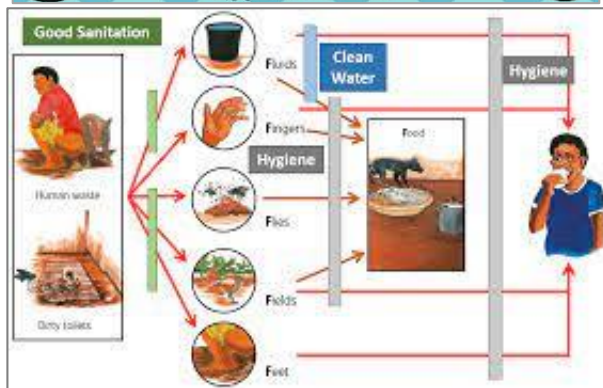 Good Sanitation
Human waste
Dirty toilets
Fluids
Fingers
Hygiene
Flies
Fields
Feet
Clean
Water
Food
Hygiene